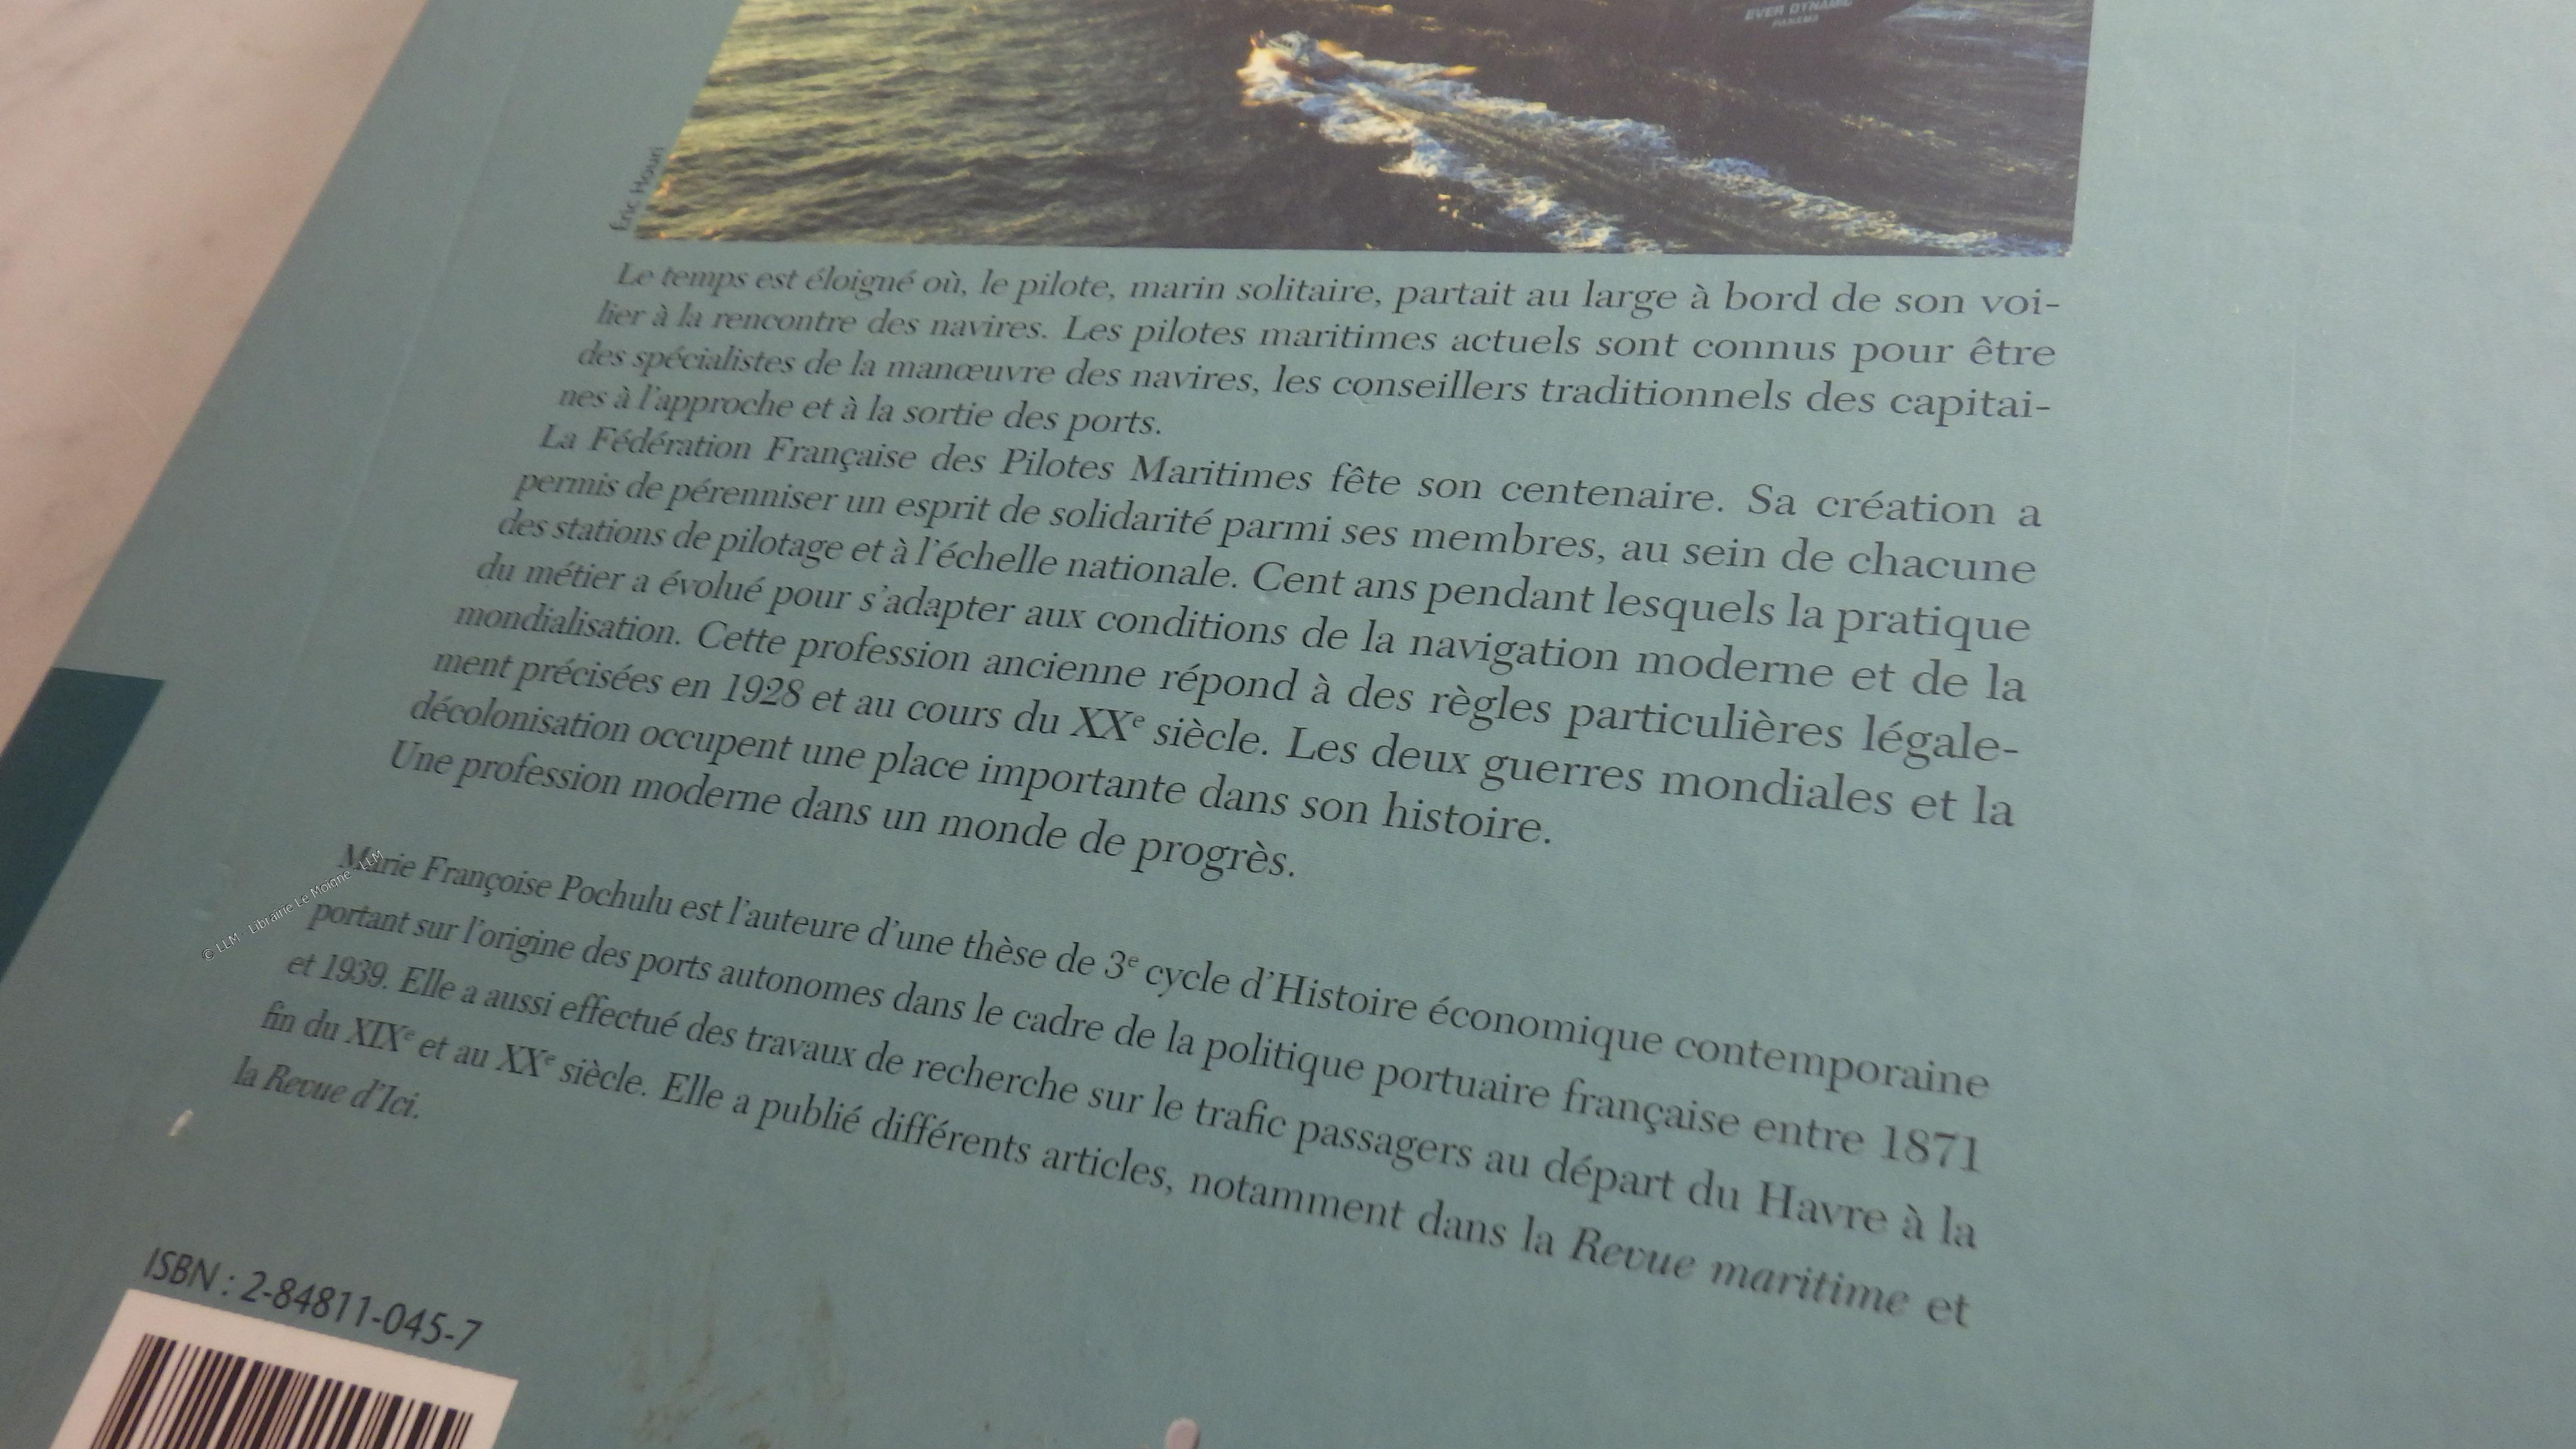 EVER DYNAMIC
PANAMA
Éric Houri
Le temps est éloigné où, le pilote, marin solitaire, partait au large à bord de son voi-
lier à la rencontre des navires. Les pilotes maritimes actuels sont connus pour être
des spécialistes de la manœuvre des navires, les conseillers traditionnels des capitai-
nes à l'approche et à la sortie des ports.
La Fédération Française des Pilotes Maritimes fête son centenaire. Sa création a
permis de pérenniser un esprit de solidarité parmi ses membres, au sein de chacune
des stations de pilotage et à l'échelle nationale. Cent ans pendant lesquels la pratique
du métier a évolué pour s'adapter aux conditions de la navigation moderne et de la
mondialisation. Cette profession ancienne répond à des règles particulières légale-
ment précisées en 1928 et au cours du XXe siècle. Les deux guerres mondiales et la
décolonisation occupent une place importante dans son histoire.
Une profession moderne dans un monde de progrès.
Marie Françoise Pochulu est l'auteure d'une thèse de 3e cycle d'Histoire économique contemporaine
portant sur l'origine des ports autonomes dans le cadre de la politique portuaire française entre 1871
et 1939. Elle a aussi effectué des travaux de recherche sur le trafic passagers au départ du Havre à la
fin du XIXe et au XXe siècle. Elle a publié différents articles, notamment dans la Revue maritime et
la Revue d'Ici.
© LLM - Librairie Le Moigne - LLM
ISBN : 2-84811-045-7